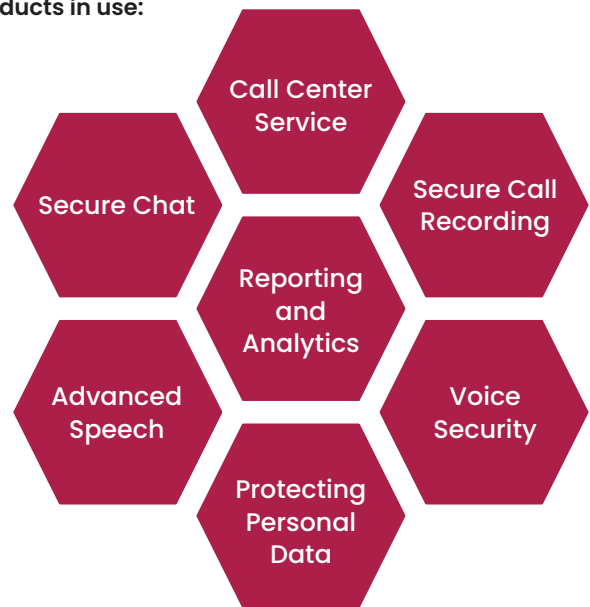 ducts in use:
Call Center
Service
Secure Chat
Secure Call
Recording
Reporting
and
Analytics
Advanced
Speech
Voice
Security
Protecting
Personal
Data